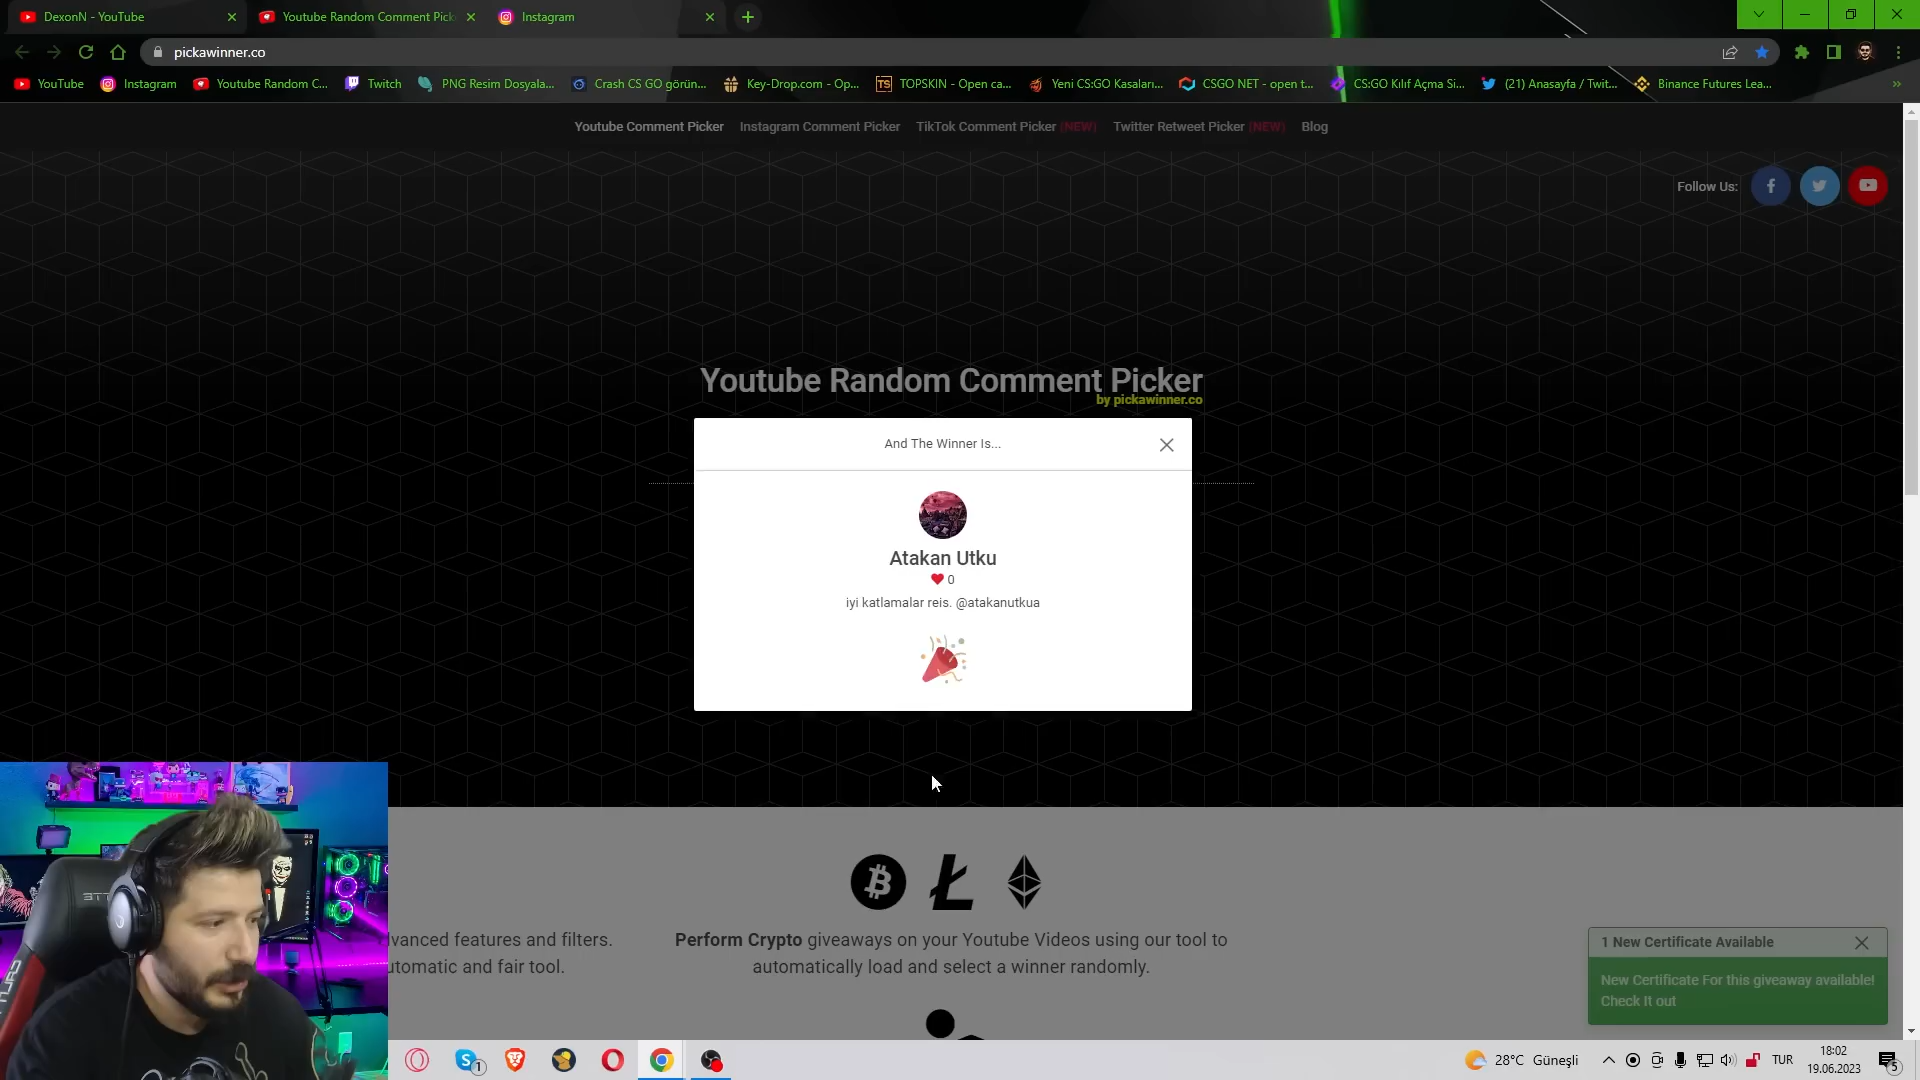 DexonN - YouTube
Youtube Random Comment Pick
Instagram
pickawinner.co
YouTube
Instagram
Youtube Random C...
Twitch
PNG Resim Dosyala...
Crash CS GO görün...
Key-Drop.com - Op...
TOPSKIN - Open ca...
Yeni CS:GO Kasaları...
CSGO NET - open t...
CS:GO Kılıf Açma Si...
(21) Anasayfa / Twit...
Binance Futures Lea...
Youtube Comment Picker
Instagram Comment Picker
TikTok Comment Picker (NEW)
Twitter Retweet Picker (NEW)
Blog
Follow Us:
Youtube Random Comment Picker
by pickawinner.co
And The Winner Is...
Atakan Utku
0
iyi katlamalar reis. @atakanutkua
dvanced features and filters.
utomatic and fair tool.
Perform Crypto giveaways on your Youtube Videos using our tool to
automatically load and select a winner randomly.
1 New Certificate Available
New Certificate For this giveaway available!
Check It out
28°C Güneşli
TUR
18:02
19.06.2023
5